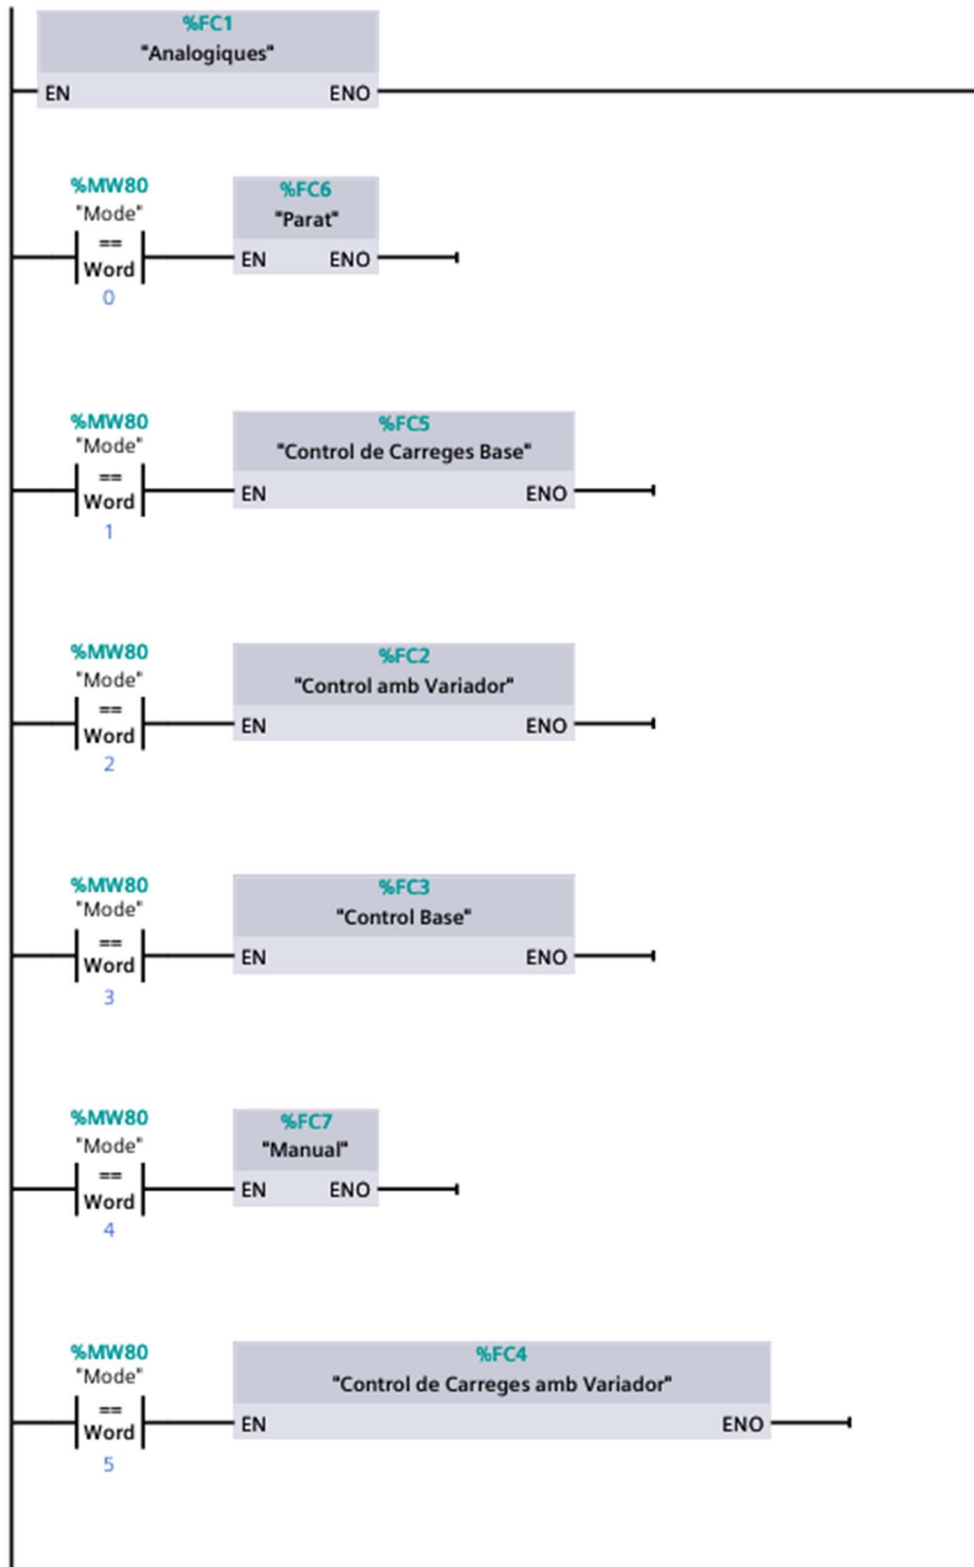 %FC1
"Analogiques"
EN ENO
%MW80
"Mode"
==
Word
0
%FC6
"Parat"
EN ENO
%MW80
"Mode"
==
Word
1
%FC5
"Control de Carreges Base"
EN ENO
%MW80
"Mode"
==
Word
2
%FC2
"Control amb Variador"
EN ENO
%MW80
"Mode"
==
Word
3
%FC3
"Control Base"
EN ENO
%MW80
"Mode"
==
Word
4
%FC7
"Manual"
EN ENO
%MW80
"Mode"
==
Word
5
%FC4
"Control de Carreges amb Variador"
EN ENO